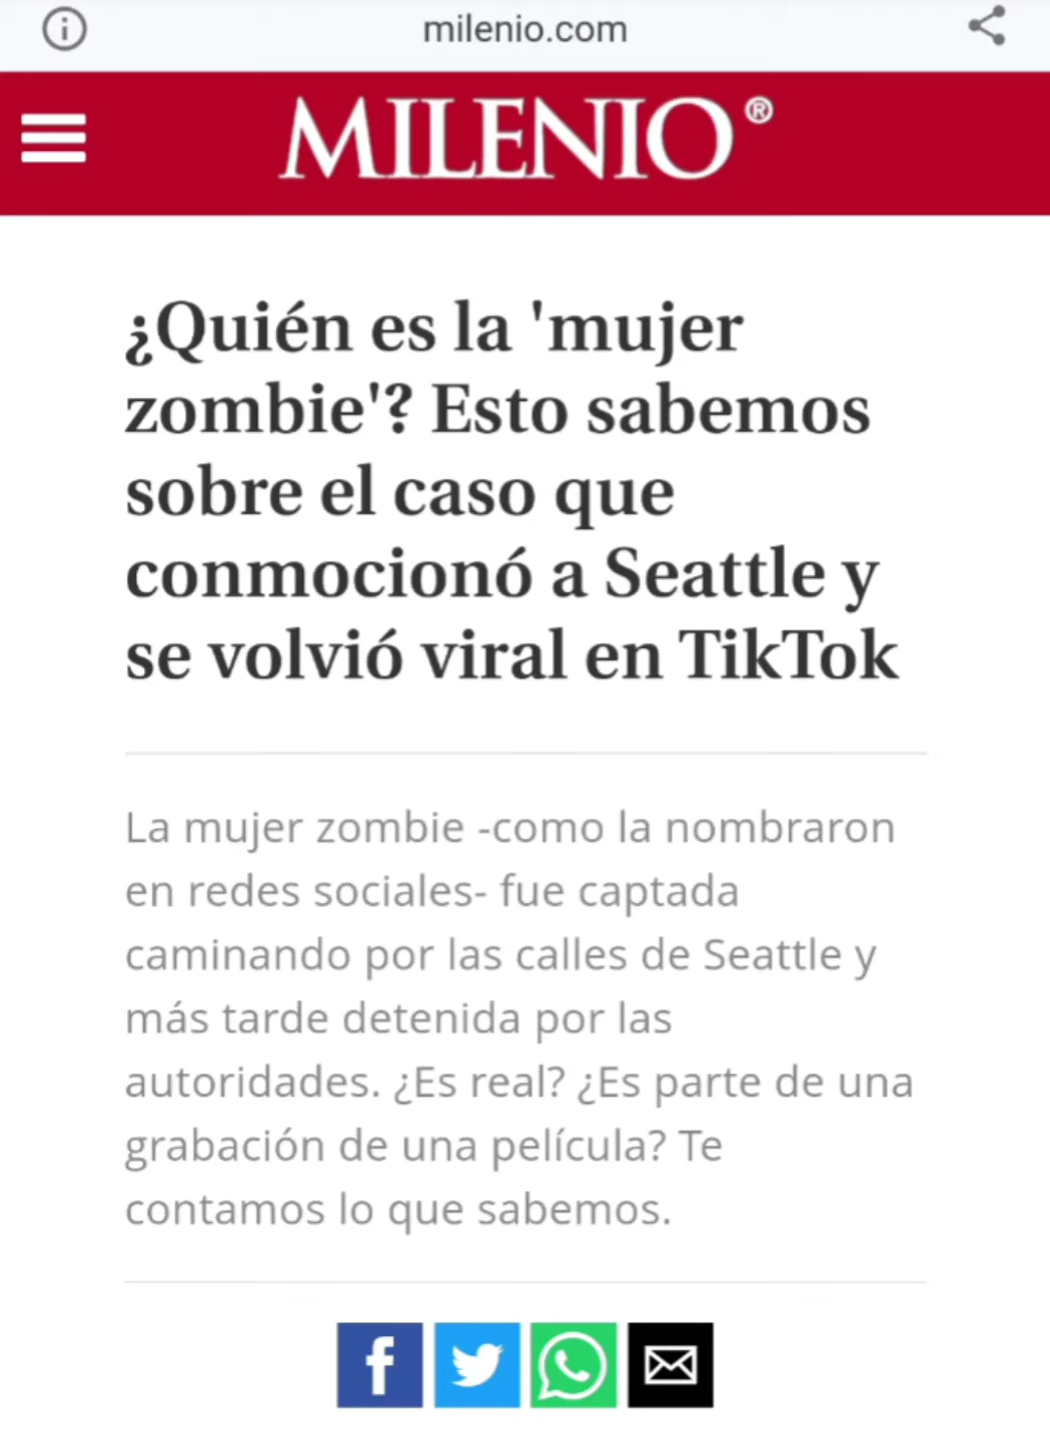 milenio.com
MILENIO®
¿Quién es la 'mujer
zombie'? Esto sabemos
sobre el caso que
conmocionó a Seattle y
se volvió viral en TikTok
La mujer zombie -como la nombraron
en redes sociales- fue captada
caminando por las calles de Seattle y
más tarde detenida por las
autoridades. ¿Es real? ¿Es parte de una
grabación de una película? Te
contamos lo que sabemos.